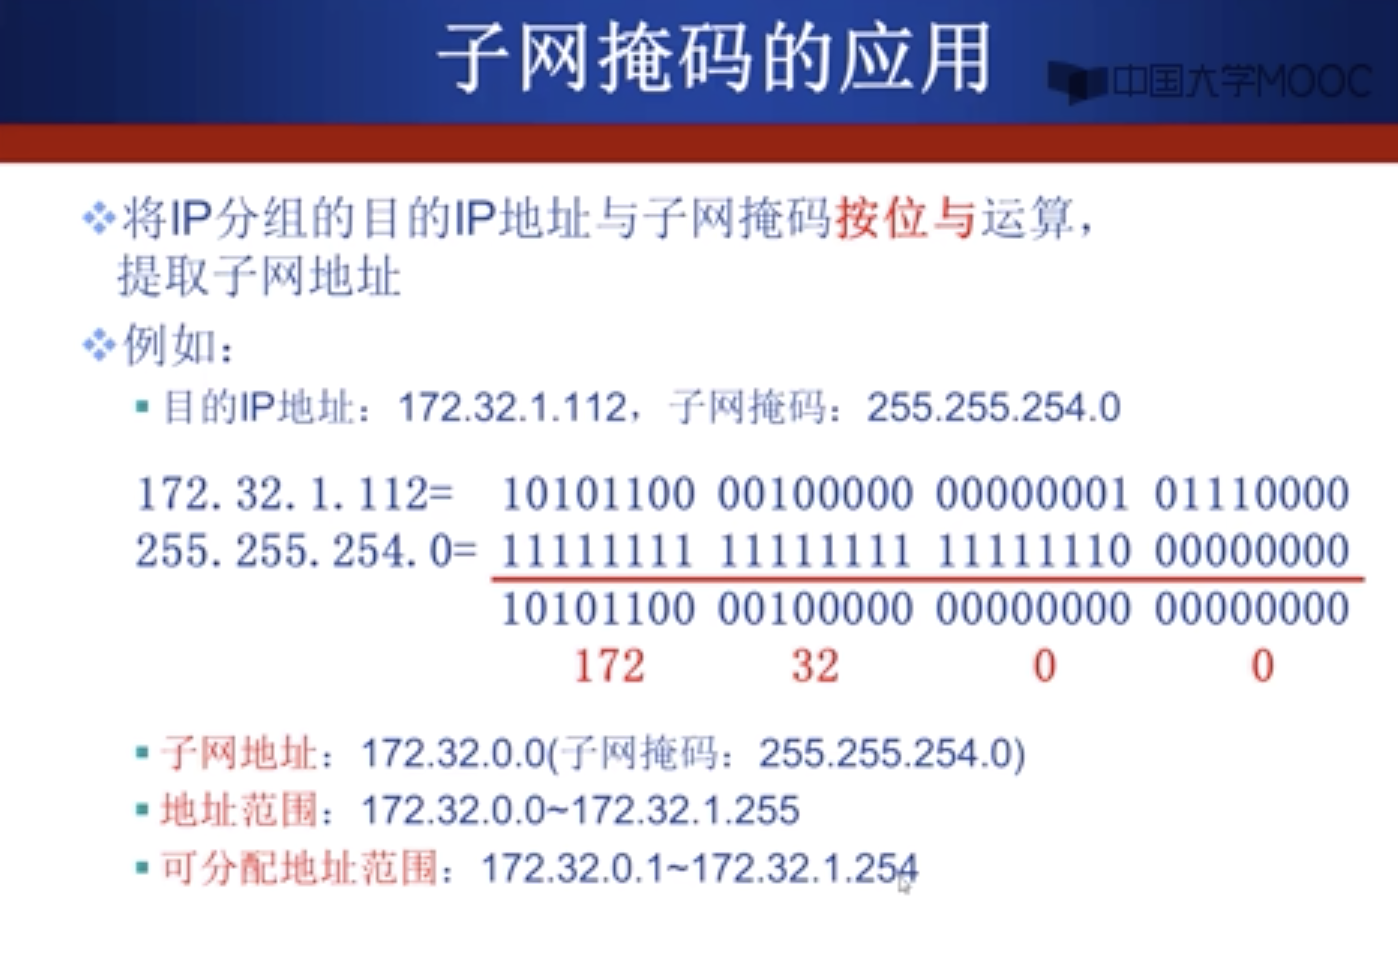 子网掩码的应用
中国大学MOOC
将IP分组的目的IP地址与子网掩码按位与运算，
提取子网地址
例如：
目的IP地址：172.32.1.112，子网掩码：255.255.254.0
172.32.1.112= 10101100 00100000 00000001 01110000
255.255.254.0= 11111111 11111111 11111110 00000000
10101100 00100000 00000000 00000000
172 32 0 0
子网地址：172.32.0.0(子网掩码：255.255.254.0)
地址范围：172.32.0.0~172.32.1.255
可分配地址范围：172.32.0.1~172.32.1.254